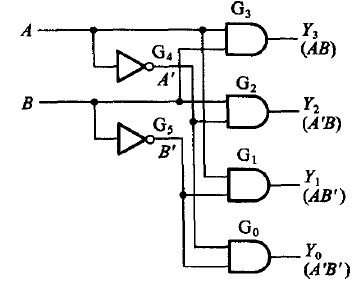 G₃
A
Y₃
(AB)
G₄
A'
G₂
B
Y₂
(A'B)
G₅
B'
G₁
Y₁
(AB')
G₀
Y₀
(A'B')